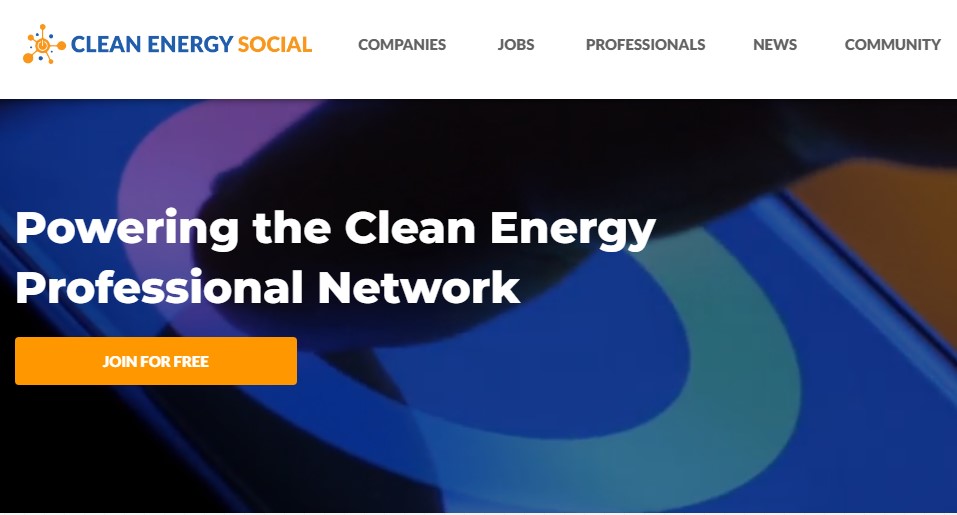 CLEAN ENERGY SOCIAL
COMPANIES
JOBS
PROFESSIONALS
NEWS
COMMUNITY
Powering the Clean Energy
Professional Network
JOIN FOR FREE